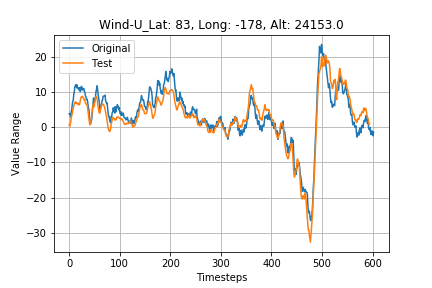 Wind-U_Lat: 83, Long: -178, Alt: 24153.0
Original
Test
Value Range
20
10
0
−10
−20
−30
0 100 200 300 400 500 600
Timesteps